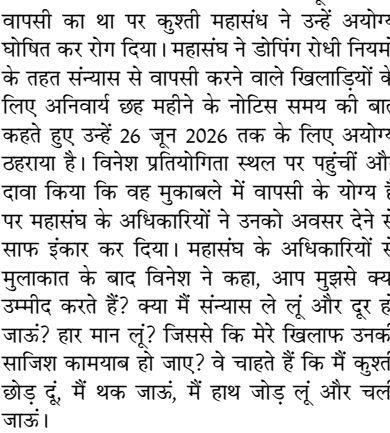 वापसी का था पर कुश्ती महासंघ ने उन्हें अयोग्य
घोषित कर रोग दिया। महासंघ ने डोपिंग रोधी नियमों
के तहत संन्यास से वापसी करने वाले खिलाड़ियों के
लिए अनिवार्य छह महीने के नोटिस समय की बात
कहते हुए उन्हें 26 जून 2026 तक के लिए अयोग्य
ठहराया है। विनेश प्रतियोगिता स्थल पर पहुंचीं और
दावा किया कि वह मुकाबले में वापसी के योग्य हैं
पर महासंघ के अधिकारियों ने उनको अवसर देने से
साफ इंकार कर दिया। महासंघ के अधिकारियों से
मुलाकात के बाद विनेश ने कहा, आप मुझसे क्या
उम्मीद करते हैं? क्या मैं संन्यास ले लूं और दूर हो
जाऊं? हार मान लूं? जिससे कि मेरे खिलाफ उनकी
साजिश कामयाब हो जाए? वे चाहते हैं कि मैं कुश्ती
छोड़ दूं, मैं थक जाऊं, मैं हाथ जोड़ लूं और चली
जाऊं।